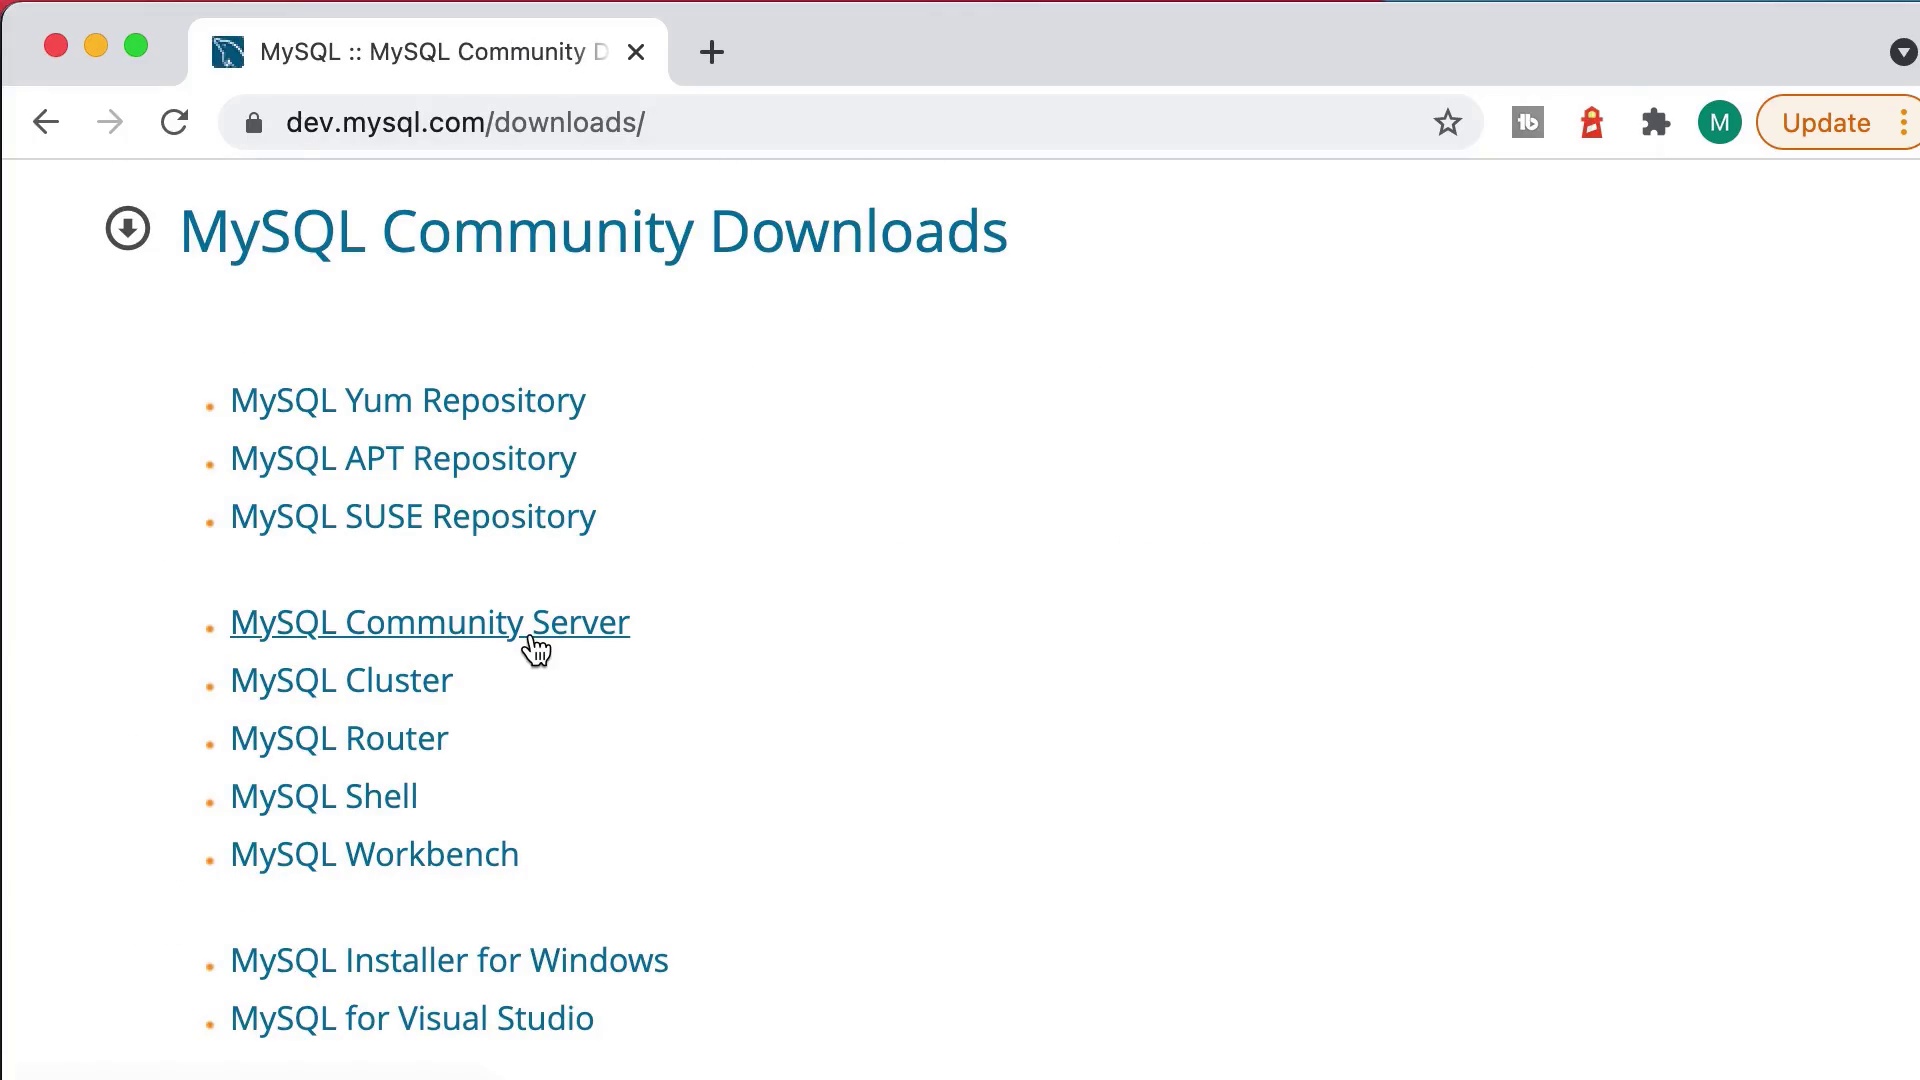 MySQL :: MySQL Community D
dev.mysql.com/downloads/
M
Update
MySQL Community Downloads
MySQL Yum Repository
MySQL APT Repository
MySQL SUSE Repository
MySQL Community Server
MySQL Cluster
MySQL Router
MySQL Shell
MySQL Workbench
MySQL Installer for Windows
MySQL for Visual Studio